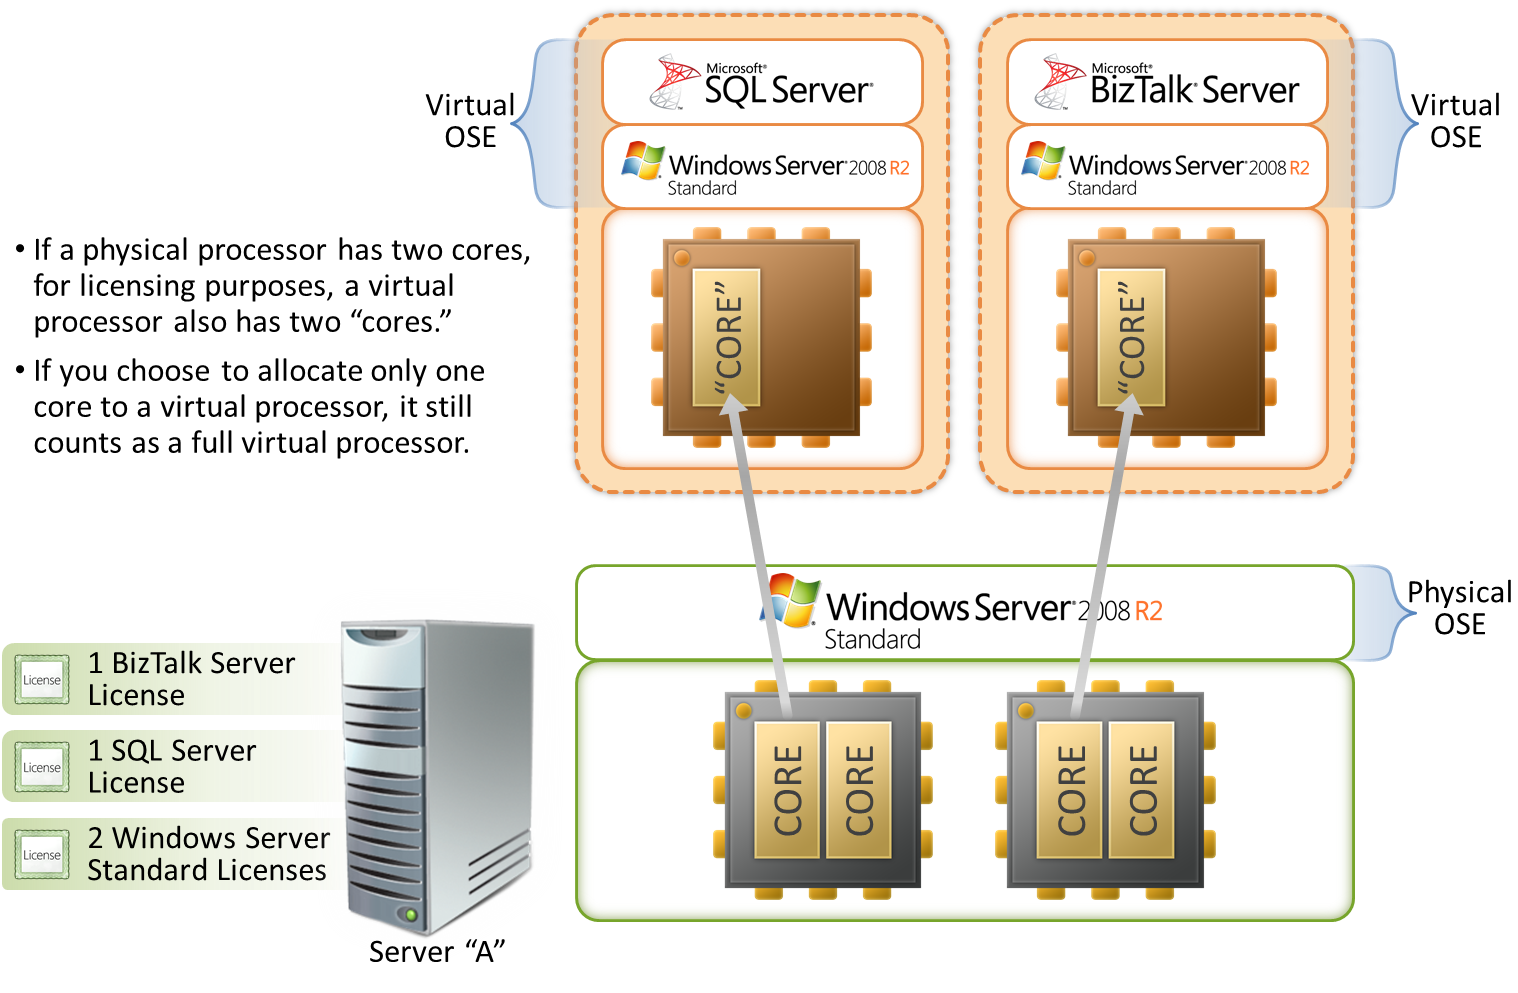 Virtual
OSE
Microsoft®
SQL Server®
Windows Server® 2008 R2
Standard
"CORE"
Microsoft®
BizTalk® Server
Windows Server® 2008 R2
Standard
"CORE"
Virtual
OSE
• If a physical processor has two cores,
for licensing purposes, a virtual
processor also has two “cores.”
• If you choose to allocate only one
core to a virtual processor, it still
counts as a full virtual processor.
Windows Server® 2008 R2
Standard
Physical
OSE
CORE
CORE
CORE
CORE
License
1 BizTalk Server
License
License
1 SQL Server
License
License
2 Windows Server
Standard Licenses
Server “A”